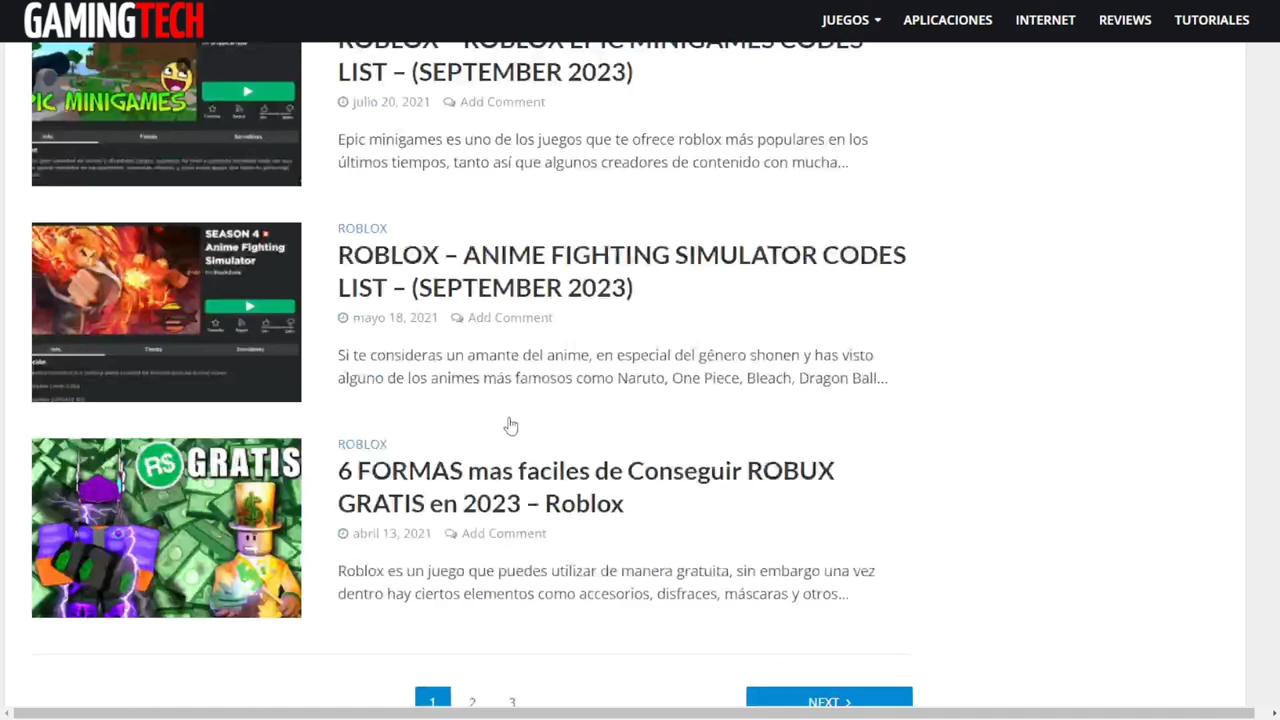 GAMINGTECH
JUEGOS
APLICACIONES
INTERNET
REVIEWS
TUTORIALES
EPIC MINIGAMES
ROBLOX – ROBLOX EPIC MINIGAMES CODES
LIST – (SEPTEMBER 2023)
julio 20, 2021 Add Comment
Epic minigames es uno de los juegos que te ofrece roblox más populares en los
últimos tiempos, tanto así que algunos creadores de contenido con mucha...
SEASON 4
Anime Fighting
Simulator
ROBLOX
ROBLOX – ANIME FIGHTING SIMULATOR CODES
LIST – (SEPTEMBER 2023)
mayo 18, 2021 Add Comment
Si te consideras un amante del anime, en especial del género shonen y has visto
alguno de los animes más famosos como Naruto, One Piece, Bleach, Dragon Ball...
R$ GRATIS
ROBLOX
6 FORMAS mas faciles de Conseguir ROBUX
GRATIS en 2023 – Roblox
abril 13, 2021 Add Comment
Roblox es un juego que puedes utilizar de manera gratuita, sin embargo una vez
dentro hay ciertos elementos como accesorios, disfraces, máscaras y otros...
1 2 3 NEXT